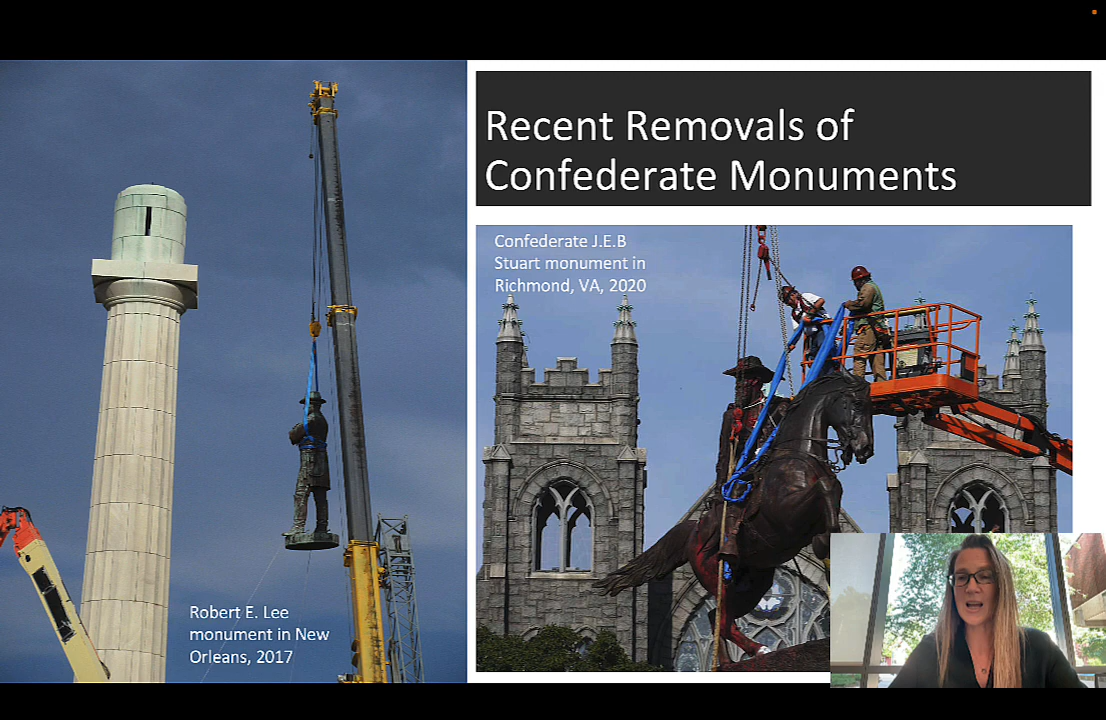 Recent Removals of
Confederate Monuments
Confederate J.E.B
Stuart monument in
Richmond, VA, 2020
Robert E. Lee
monument in New
Orleans, 2017